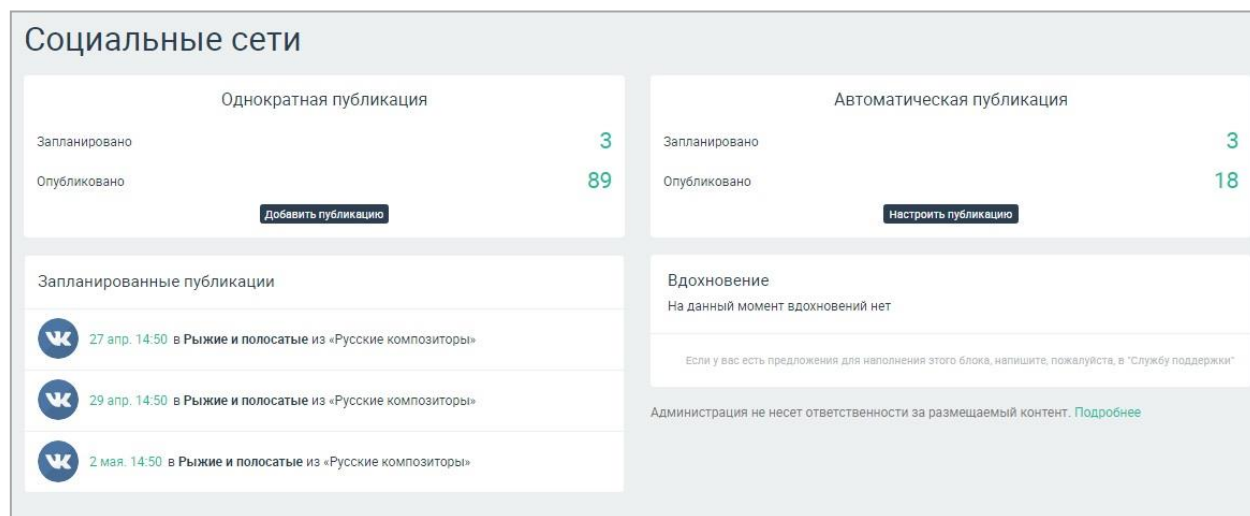 Социальные сети
Однократная публикация
Запланировано 3
Опубликовано 89
Добавить публикацию
Автоматическая публикация
Запланировано 3
Опубликовано 18
Настроить публикацию
Запланированные публикации
27 апр. 14:50 в Рыжие и полосатые из «Русские композиторы»
29 апр. 14:50 в Рыжие и полосатые из «Русские композиторы»
2 мая. 14:50 в Рыжие и полосатые из «Русские композиторы»
Вдохновение
На данный момент вдохновений нет
Если у вас есть предложения для наполнения этого блока, напишите, пожалуйста, в "Службу поддержки"
Администрация не несет ответственности за размещаемый контент. Подробнее